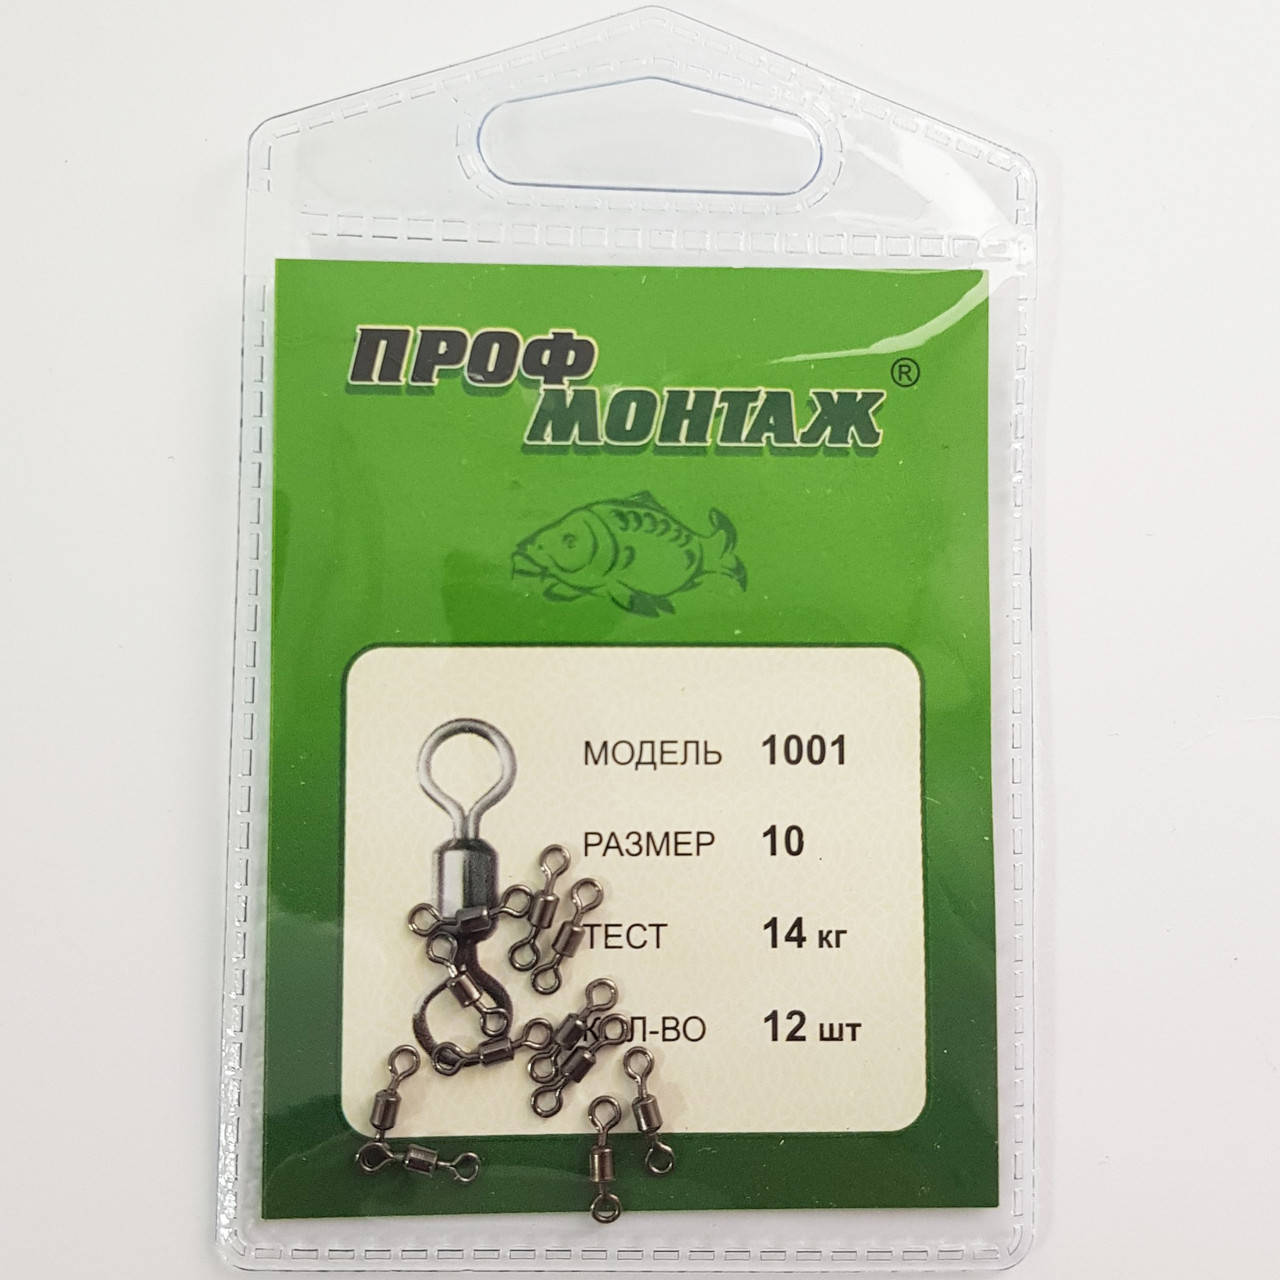 ПРОФ
МОНТАЖ ®
МОДЕЛЬ 1001
РАЗМЕР 10
ТЕСТ 14 кг
КОЛ-ВО 12 шт